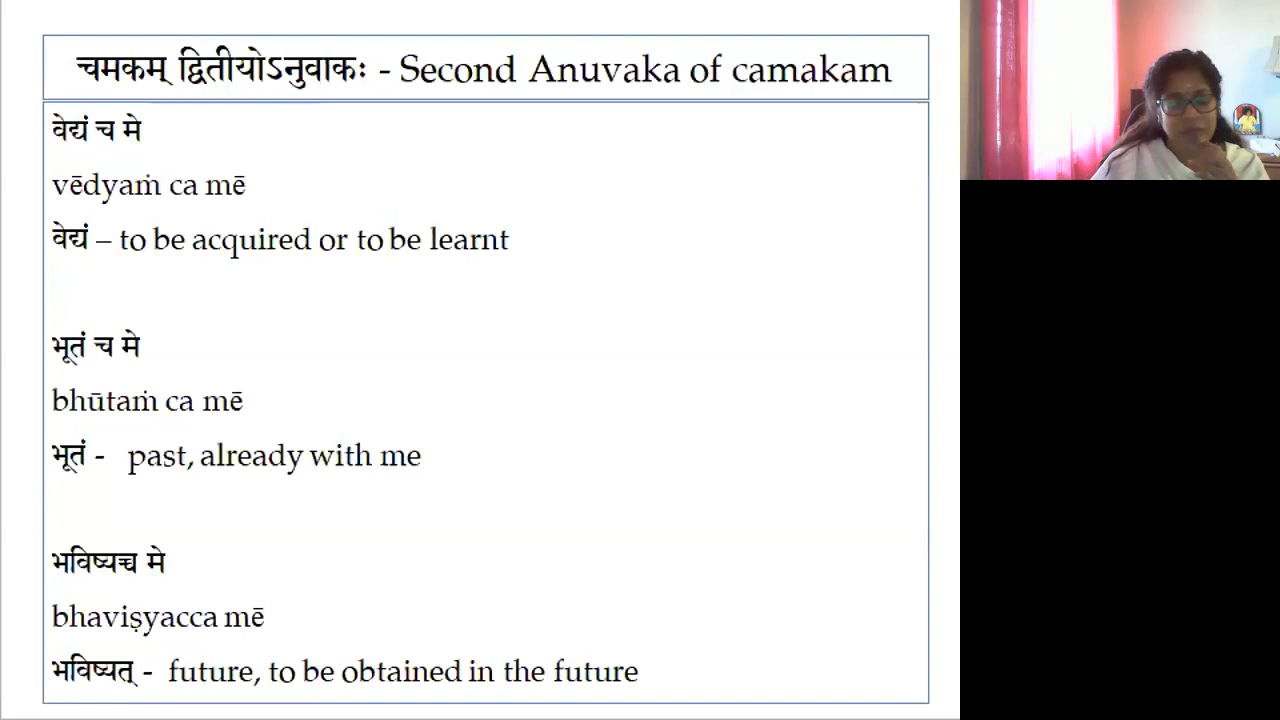 चमकम् द्वितीयोऽनुवाकः - Second Anuvaka of camakam
वेद्यं च मे
vēdyaṁ ca mē
वेद्यं – to be acquired or to be learnt
भूतं च मे
bhūtaṁ ca mē
भूतं - past, already with me
भविष्यच्च मे
bhaviṣyacca mē
भविष्यत् - future, to be obtained in the future